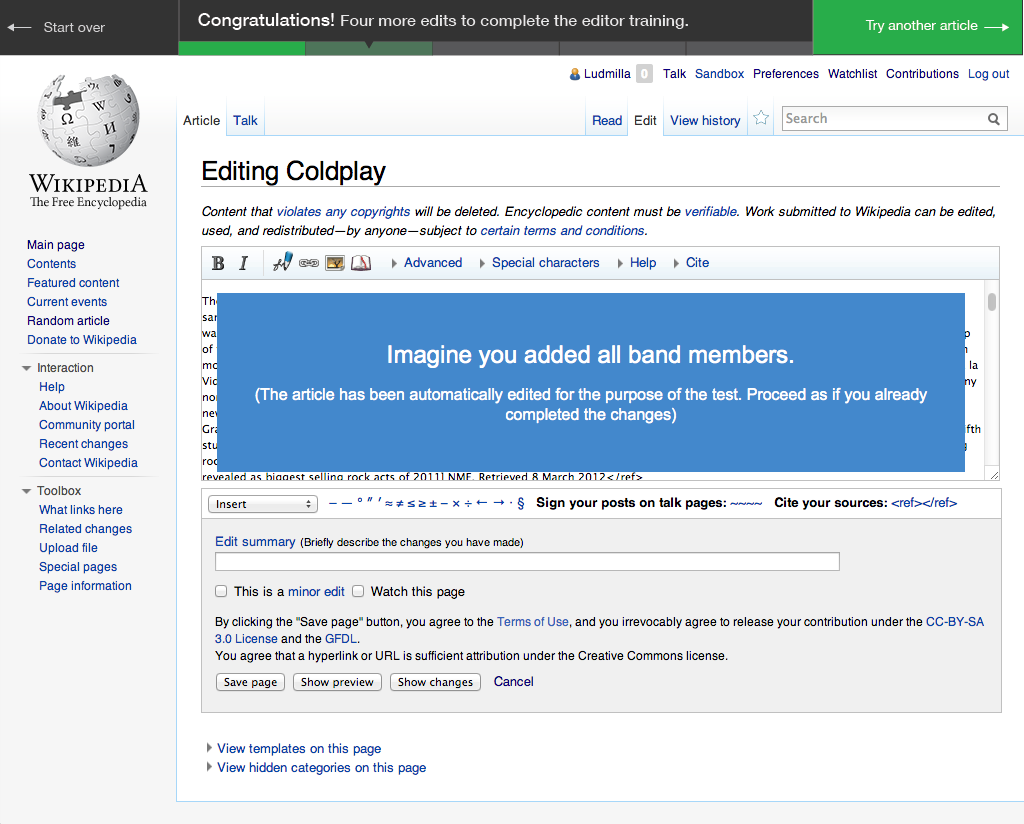 Start over
Congratulations! Four more edits to complete the editor training.
Try another article
Ludmilla 0 Talk Sandbox Preferences Watchlist Contributions Log out
Article Talk Read Edit View history Search
WIKIPEDIA
The Free Encyclopedia
Main page
Contents
Featured content
Current events
Random article
Donate to Wikipedia
Interaction
Help
About Wikipedia
Community portal
Recent changes
Contact Wikipedia
Toolbox
What links here
Related changes
Upload file
Special pages
Page information
Editing Coldplay
Content that violates any copyrights will be deleted. Encyclopedic content must be verifiable. Work submitted to Wikipedia can be edited,
used, and redistributed—by anyone—subject to certain terms and conditions.
B I Advanced Special characters Help Cite
Imagine you added all band members.
(The article has been automatically edited for the purpose of the test. Proceed as if you already
completed the changes)
revealed as biggest selling rock acts of 2011] NME. Retrieved 8 March 2012</ref>
Insert – — ° ″ ′ ≈ ≠ ≤ ≥ ± − × ÷ ← → · § Sign your posts on talk pages: ~~~~ Cite your sources: <ref></ref>
Edit summary (Briefly describe the changes you have made)
This is a minor edit Watch this page
By clicking the "Save page" button, you agree to the Terms of Use, and you irrevocably agree to release your contribution under the CC-BY-SA
3.0 License and the GFDL.
You agree that a hyperlink or URL is sufficient attribution under the Creative Commons license.
Save page Show preview Show changes Cancel
View templates on this page
View hidden categories on this page